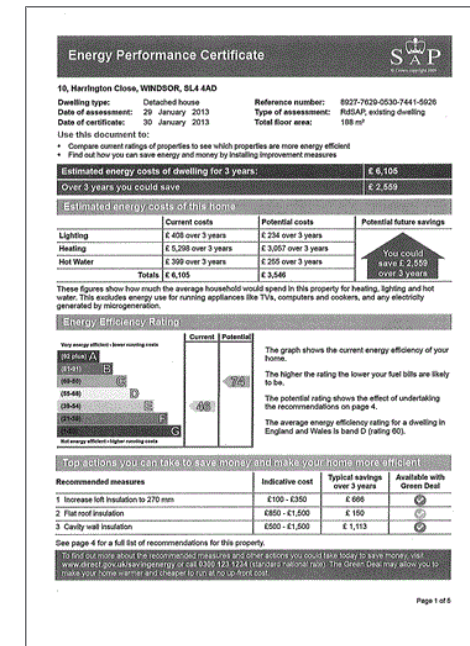 Energy Performance Certificate
SAP
10, Harrington Close, WINDSOR, SL4 4AD
Dwelling type: Detached house
Date of assessment: 29 January 2013
Date of certificate: 30 January 2013
Reference number: 8927-7629-0530-7441-5926
Type of assessment: RdSAP, existing dwelling
Total floor area: 188 m²
Use this document to:
• Compare current ratings of properties to see which properties are more energy efficient
• Find out how you can save energy and money by installing improvement measures
Estimated energy costs of dwelling for 3 years: £ 6,105
Over 3 years you could save £ 2,559
Estimated energy costs of this home
Current costs Potential costs Potential future savings
Lighting £ 408 over 3 years £ 234 over 3 years
Heating £ 5,298 over 3 years £ 3,057 over 3 years
Hot Water £ 399 over 3 years £ 255 over 3 years
Totals £ 6,105 £ 3,546
You could
save £ 2,559
over 3 years
These figures show how much the average household would spend in this property for heating, lighting and hot
water. This excludes energy use for running appliances like TVs, computers and cookers, and any electricity
generated by microgeneration.
Energy Efficiency Rating
Current Potential
Very energy efficient - lower running costs
(92 plus) A
(81-91) B
(69-80) C
(55-68) D
(39-54) E
(21-38) F
(1-20) G
Not energy efficient - higher running costs
46
74
The graph shows the current energy efficiency of your
home.
The higher the rating the lower your fuel bills are likely
to be.
The potential rating shows the effect of undertaking
the recommendations on page 4.
The average energy efficiency rating for a dwelling in
England and Wales is band D (rating 60).
Top actions you can take to save money and make your home more efficient
Recommended measures Indicative cost Typical savings over 3 years Available with Green Deal
1 Increase loft insulation to 270 mm £100 - £350 £ 666
2 Flat roof insulation £850 - £1,500 £ 150
3 Cavity wall insulation £500 - £1,500 £ 1,113
See page 4 for a full list of recommendations for this property.
To find out more about the recommended measures and other actions you could take today to save money, visit
www.direct.gov.uk/savingenergy or call 0300 123 1234 (standard national rate). The Green Deal may allow you to
make your home warmer and cheaper to run at no up-front cost.
Page 1 of 5